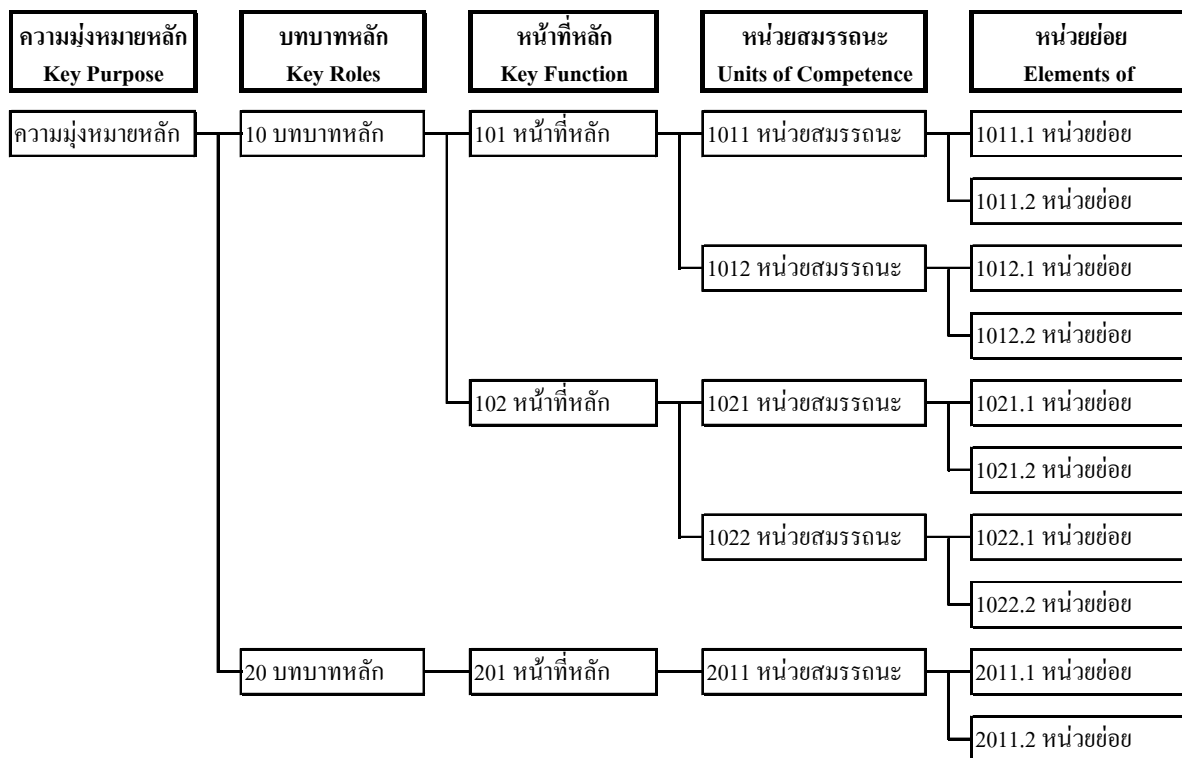 ความมุ่งหมายหลัก
Key Purpose
บทบาทหลัก
Key Roles
หน้าที่หลัก
Key Function
หน่วยสมรรถนะ
Units of Competence
หน่วยย่อย
Elements of
ความมุ่งหมายหลัก
10 บทบาทหลัก
101 หน้าที่หลัก
1011 หน่วยสมรรถนะ
1011.1 หน่วยย่อย
1011.2 หน่วยย่อย
1012 หน่วยสมรรถนะ
1012.1 หน่วยย่อย
1012.2 หน่วยย่อย
102 หน้าที่หลัก
1021 หน่วยสมรรถนะ
1021.1 หน่วยย่อย
1021.2 หน่วยย่อย
1022 หน่วยสมรรถนะ
1022.1 หน่วยย่อย
1022.2 หน่วยย่อย
20 บทบาทหลัก
201 หน้าที่หลัก
2011 หน่วยสมรรถนะ
2011.1 หน่วยย่อย
2011.2 หน่วยย่อย